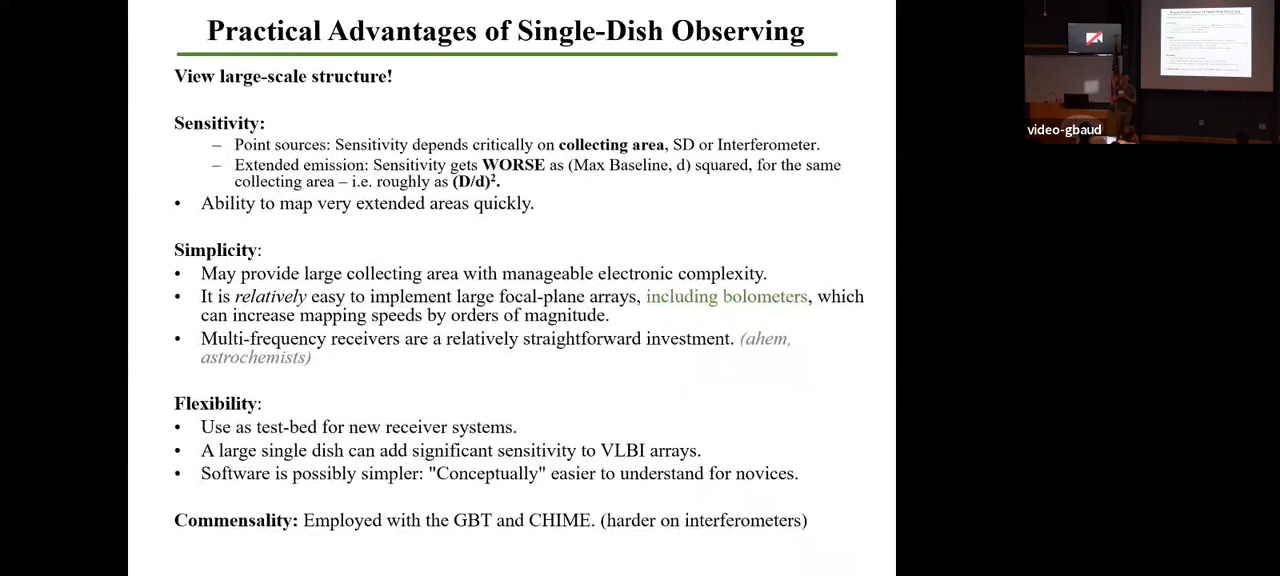 Practical Advantages of Single-Dish Observing
View large-scale structure!
Sensitivity:
– Point sources: Sensitivity depends critically on collecting area, SD or Interferometer.
– Extended emission: Sensitivity gets WORSE as (Max Baseline, d) squared, for the same
collecting area – i.e. roughly as (D/d)².
• Ability to map very extended areas quickly.
Simplicity:
• May provide large collecting area with manageable electronic complexity.
• It is relatively easy to implement large focal-plane arrays, including bolometers, which
can increase mapping speeds by orders of magnitude.
• Multi-frequency receivers are a relatively straightforward investment. (ahem,
astrochemists)
Flexibility:
• Use as test-bed for new receiver systems.
• A large single dish can add significant sensitivity to VLBI arrays.
• Software is possibly simpler: "Conceptually" easier to understand for novices.
Commensality: Employed with the GBT and CHIME. (harder on interferometers)
video-gbaud